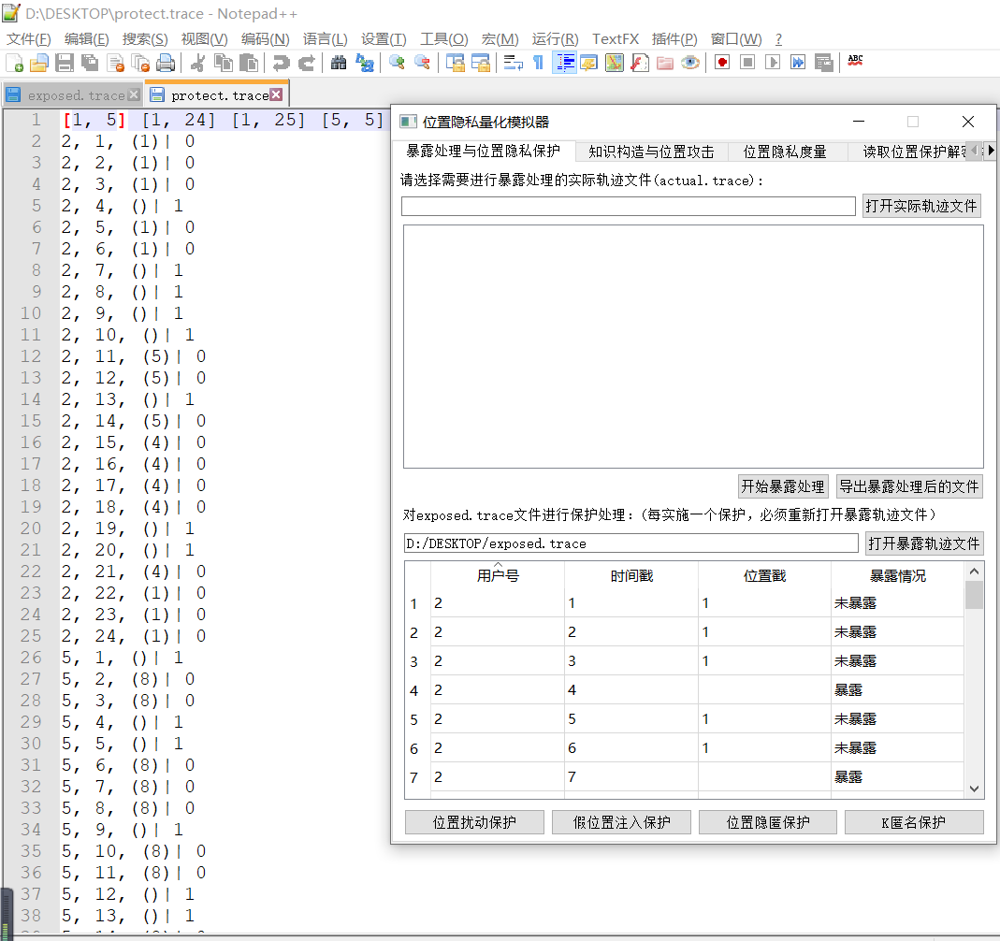 D:\DESKTOP\protect.trace - Notepad++
文件(F) 编辑(E) 搜索(S) 视图(V) 编码(N) 语言(L) 设置(T) 工具(O) 宏(M) 运行(R) TextFX 插件(P) 窗口(W) ?
ABC
exposed.trace protect.trace
1 [1, 5] [1, 24] [1, 25] [5, 5]
2 2, 1, (1)| 0
3 2, 2, (1)| 0
4 2, 3, (1)| 0
5 2, 4, ()| 1
6 2, 5, (1)| 0
7 2, 6, (1)| 0
8 2, 7, ()| 1
9 2, 8, ()| 1
10 2, 9, ()| 1
11 2, 10, ()| 1
12 2, 11, (5)| 0
13 2, 12, (5)| 0
14 2, 13, ()| 1
15 2, 14, (5)| 0
16 2, 15, (4)| 0
17 2, 16, (4)| 0
18 2, 17, (4)| 0
19 2, 18, (4)| 0
20 2, 19, ()| 1
21 2, 20, ()| 1
22 2, 21, (4)| 0
23 2, 22, (1)| 0
24 2, 23, (1)| 0
25 2, 24, (1)| 0
26 5, 1, ()| 1
27 5, 2, (8)| 0
28 5, 3, (8)| 0
29 5, 4, ()| 1
30 5, 5, ()| 1
31 5, 6, (8)| 0
32 5, 7, (8)| 0
33 5, 8, (8)| 0
34 5, 9, ()| 1
35 5, 10, (8)| 0
36 5, 11, (8)| 0
37 5, 12, ()| 1
38 5, 13, ()| 1
位置隐私量化模拟器
暴露处理与位置隐私保护 知识构造与位置攻击 位置隐私度量 读取位置保护解
请选择需要进行暴露处理的实际轨迹文件(actual.trace):
打开实际轨迹文件
开始暴露处理 导出暴露处理后的文件
对exposed.trace文件进行保护处理:(每实施一个保护，必须重新打开暴露轨迹文件)
D:/DESKTOP/exposed.trace 打开暴露轨迹文件
用户号 时间戳 位置戳 暴露情况
1 2 1 1 未暴露
2 2 2 1 未暴露
3 2 3 1 未暴露
4 2 4 暴露
5 2 5 1 未暴露
6 2 6 1 未暴露
7 2 7 暴露
位置扰动保护 假位置注入保护 位置隐匿保护 K匿名保护